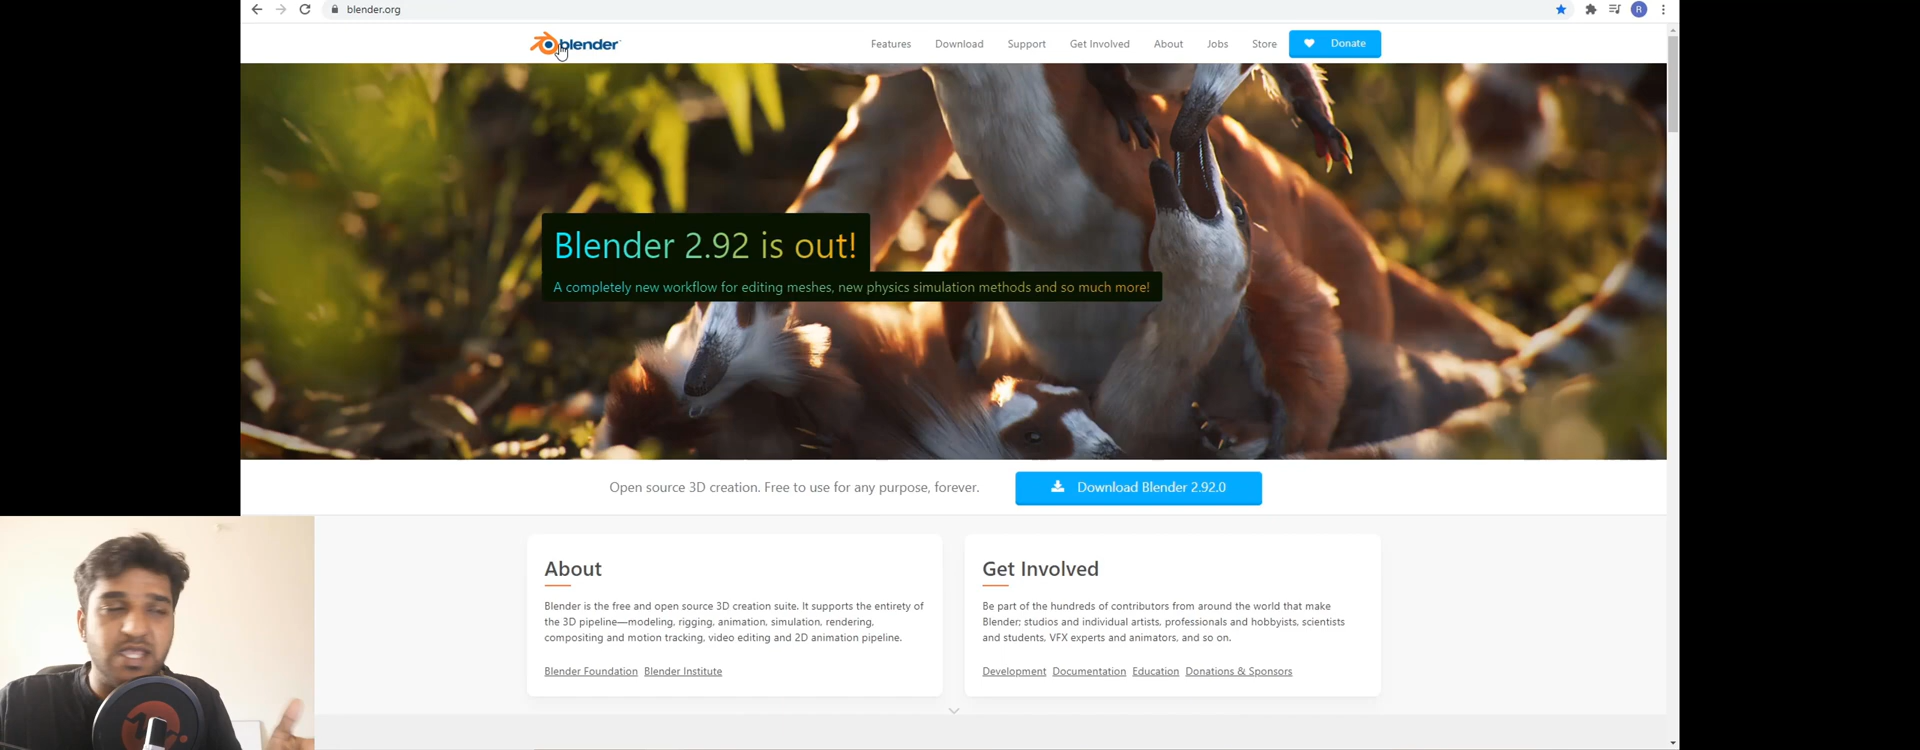 blender.org
R
blender
Features Download Support Get Involved About Jobs Store Donate
Blender 2.92 is out!
A completely new workflow for editing meshes, new physics simulation methods and so much more!
Open source 3D creation. Free to use for any purpose, forever.
Download Blender 2.92.0
About
Blender is the free and open source 3D creation suite. It supports the entirety of
the 3D pipeline—modeling, rigging, animation, simulation, rendering,
compositing and motion tracking, video editing and 2D animation pipeline.
Blender Foundation Blender Institute
Get Involved
Be part of the hundreds of contributors from around the world that make
Blender; studios and individual artists, professionals and hobbyists, scientists
and students, VFX experts and animators, and so on.
Development Documentation Education Donations & Sponsors